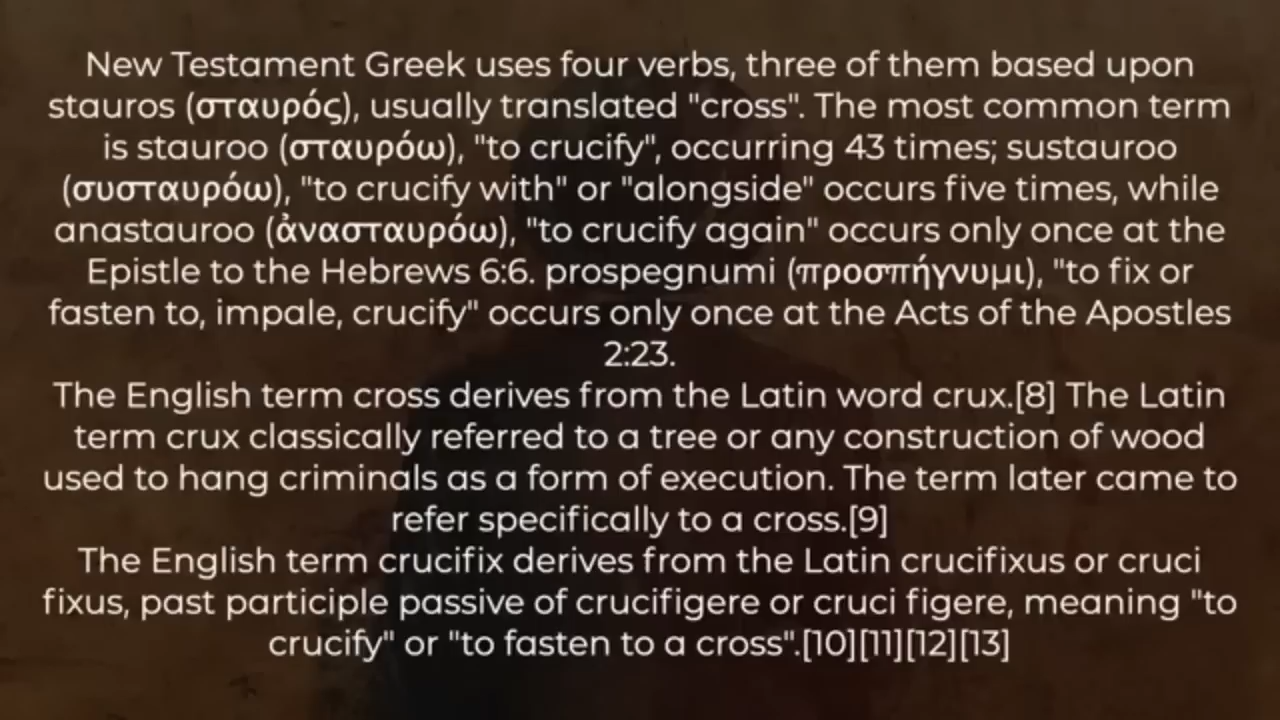 New Testament Greek uses four verbs, three of them based upon
stauros (σταυρός), usually translated "cross". The most common term
is stauroo (σταυρόω), "to crucify", occurring 43 times; sustauroo
(συσταυρόω), "to crucify with" or "alongside" occurs five times, while
anastauroo (ἀνασταυρόω), "to crucify again" occurs only once at the
Epistle to the Hebrews 6:6. prospegnumi (προσπήγνυμι), "to fix or
fasten to, impale, crucify" occurs only once at the Acts of the Apostles
2:23.
The English term cross derives from the Latin word crux.[8] The Latin
term crux classically referred to a tree or any construction of wood
used to hang criminals as a form of execution. The term later came to
refer specifically to a cross.[9]
The English term crucifix derives from the Latin crucifixus or cruci
fixus, past participle passive of crucifigere or cruci figere, meaning "to
crucify" or "to fasten to a cross".[10][11][12][13]